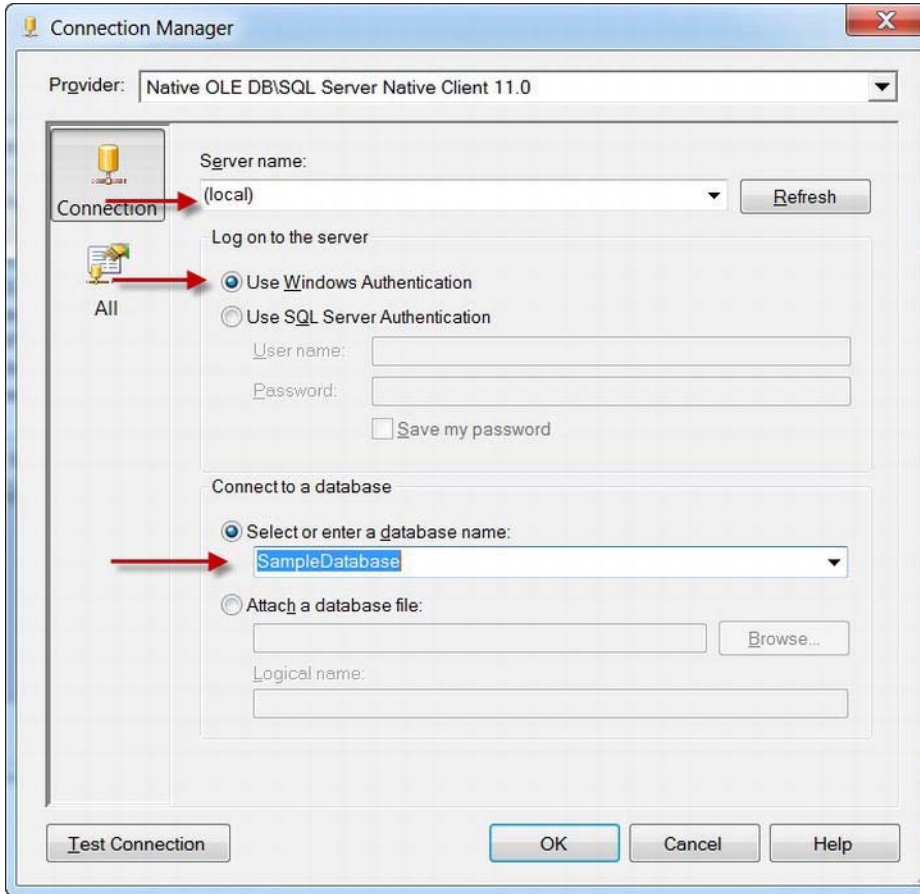 Connection Manager
Provider: Native OLE DB\SQL Server Native Client 11.0
Connection
All
Server name:
(local)
Refresh
Log on to the server
Use Windows Authentication
Use SQL Server Authentication
User name:
Password:
Save my password
Connect to a database
Select or enter a database name:
SampleDatabase
Attach a database file:
Browse...
Logical name:
Test Connection OK Cancel Help